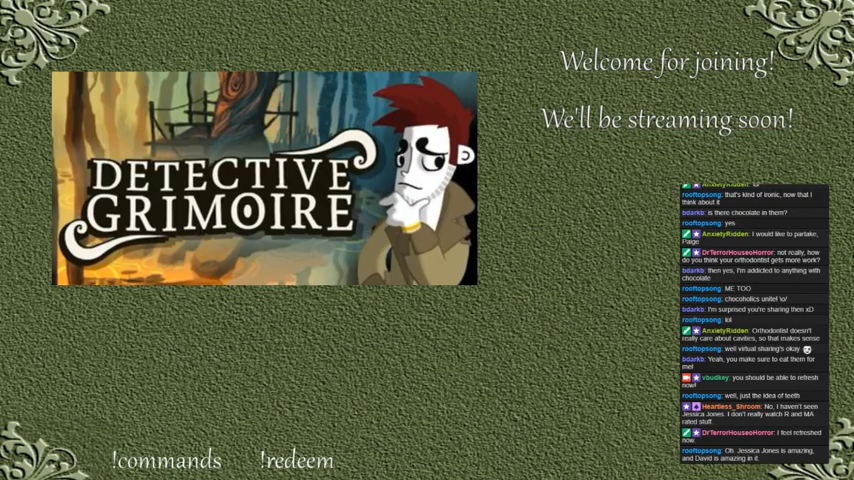 Welcome for joining!
We'll be streaming soon!
DETECTIVE
GRIMOIRE
AnxietyRidden:
rooftopsong: that's kind of ironic, now that I
think about it
bdarkb: is there chocolate in them?
rooftopsong: yes
AnxietyRidden: I would like to partake,
Paige
DrTerrorHouseoHorror: not really, how
do you think your orthodontist gets more work?
bdarkb: then yes, I'm addicted to anything with
chocolate
rooftopsong: ME TOO
rooftopsong: chocoholics unite! \o/
bdarkb: I'm surprised you're sharing then xD
rooftopsong: lol
AnxietyRidden: Orthodontist doesn't
really care about cavities, so that makes sense
rooftopsong: well virtual sharing's okay
bdarkb: Yeah, you make sure to eat them for
me!
vbudkey: you should be able to refresh
now!
rooftopsong: well, just the idea of teeth
Heartless_Shroom: No, I haven't seen
Jessica Jones. I don't really watch R and MA
rated stuff.
DrTerrorHouseoHorror: I feel refreshed
now.
rooftopsong: Oh. Jessica Jones is amazing,
and David is amazing in it.
!commands !redeem